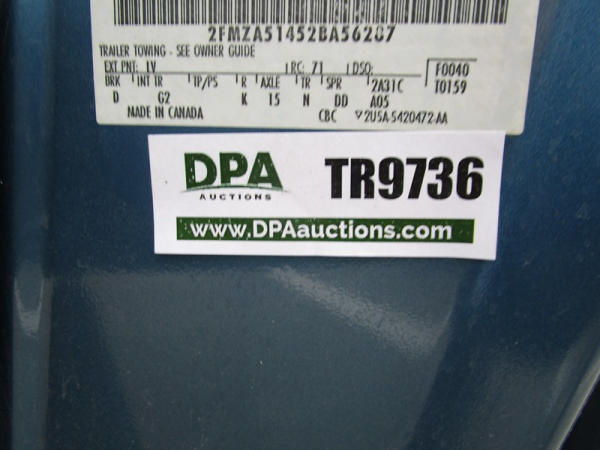 2FMZA51452BA56287
TRAILER TOWING - SEE OWNER GUIDE
EXT PNT: LV RC: 71 DSO: F0040
BRK INT TR TP/PS R AXLE TR SPR 2A31C T0159
D G2 K 15 N DD A05
MADE IN CANADA CBC ▽2U5A-5420472-AA
DPA TR9736
AUCTIONS
www.DPAauctions.com